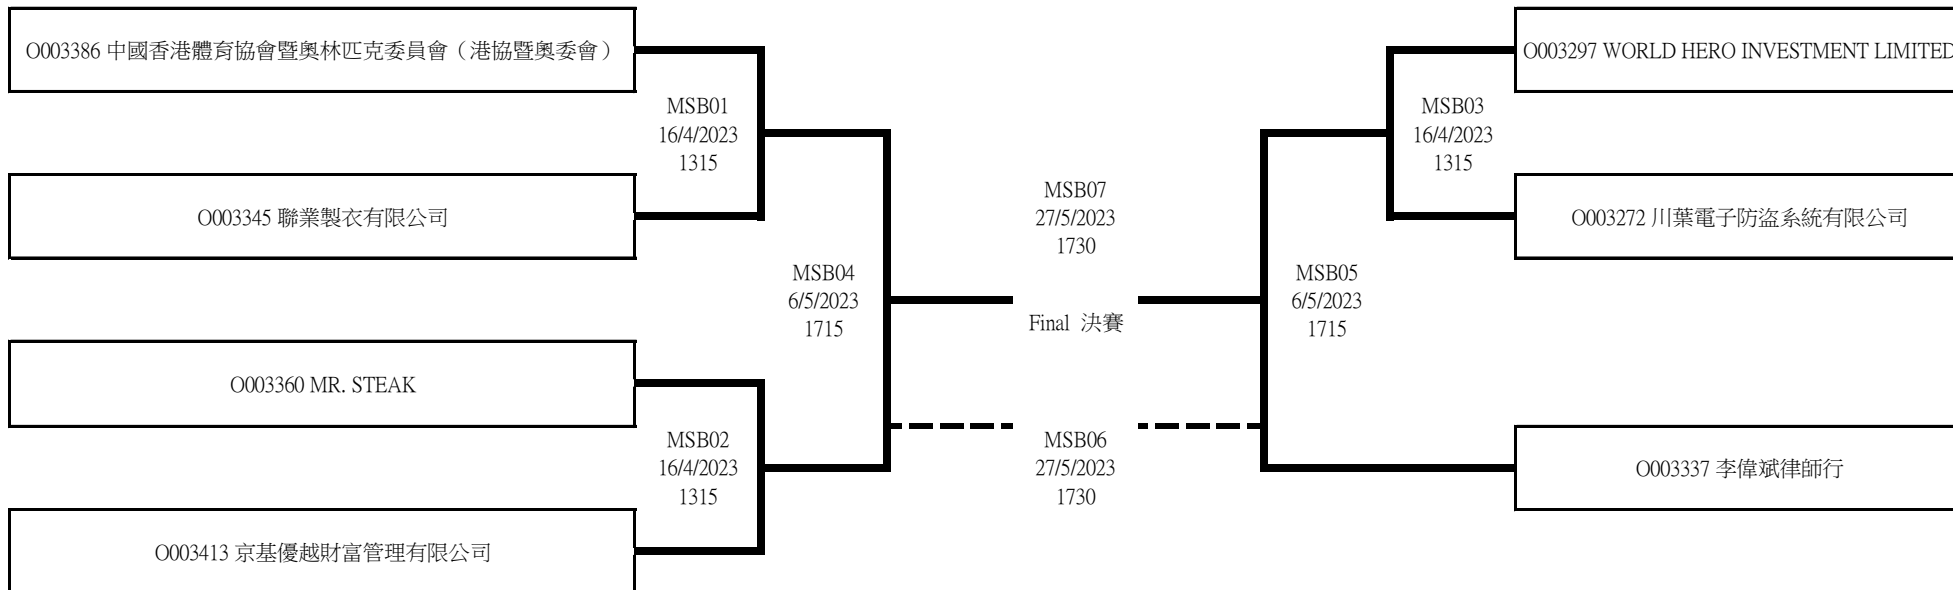 O003386 中國香港體育協會暨奧林匹克委員會（港協暨奧委會）
O003297 WORLD HERO INVESTMENT LIMITED
MSB01
16/4/2023
1315
MSB03
16/4/2023
1315
O003345 聯業製衣有限公司
MSB07
27/5/2023
1730
O003272 川葉電子防盜系統有限公司
MSB04
6/5/2023
1715
MSB05
6/5/2023
1715
Final 決賽
O003360 MR. STEAK
MSB02
16/4/2023
1315
MSB06
27/5/2023
1730
O003337 李偉斌律師行
O003413 京基優越財富管理有限公司